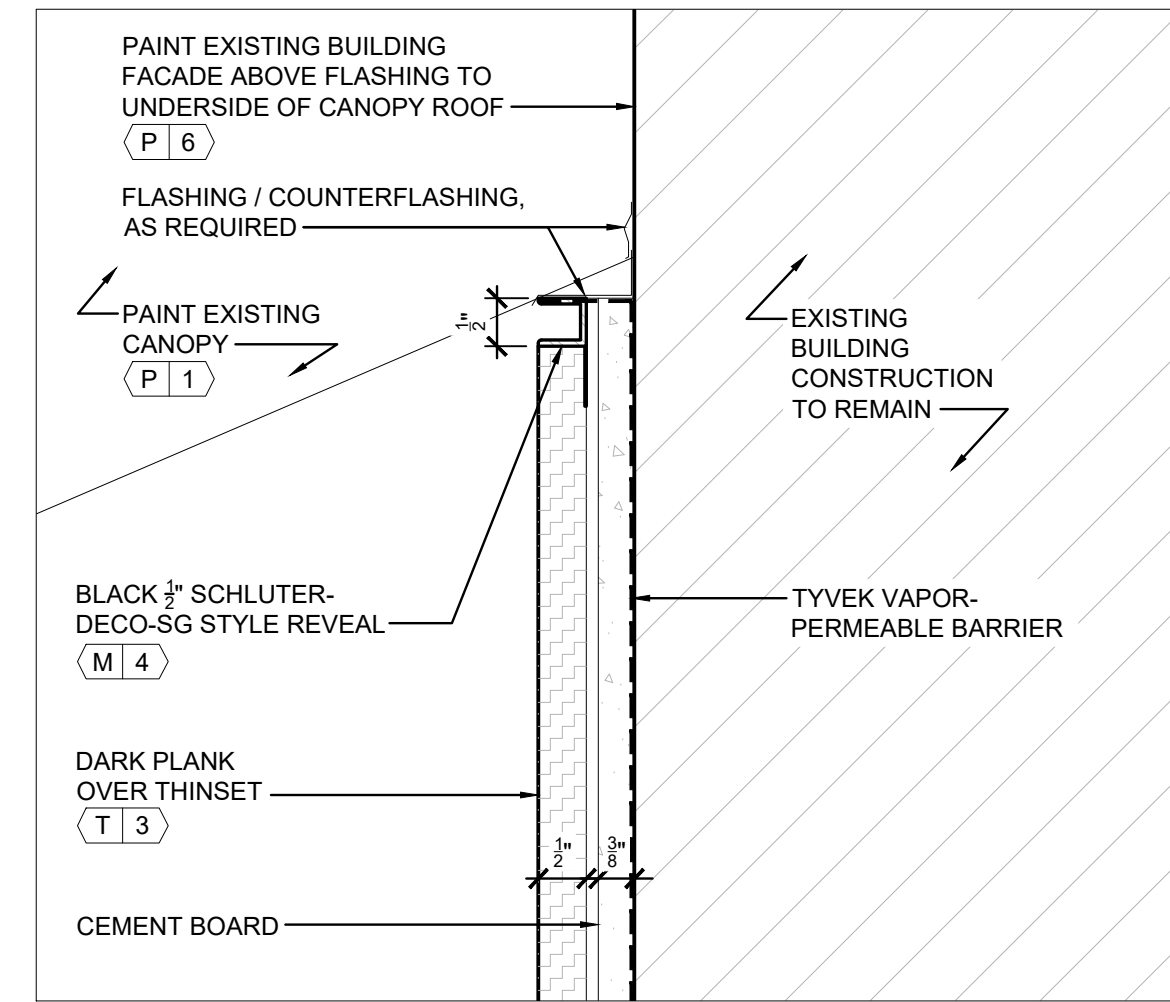 PAINT EXISTING BUILDING
FACADE ABOVE FLASHING TO
UNDERSIDE OF CANOPY ROOF
P 6
FLASHING / COUNTERFLASHING,
AS REQUIRED
PAINT EXISTING
CANOPY
P 1
1/2"
EXISTING
BUILDING
CONSTRUCTION
TO REMAIN
BLACK 1/2" SCHLUTER-
DECO-SG STYLE REVEAL
M 4
TYVEK VAPOR-
PERMEABLE BARRIER
DARK PLANK
OVER THINSET
T 3
1/2" 3/8"
CEMENT BOARD